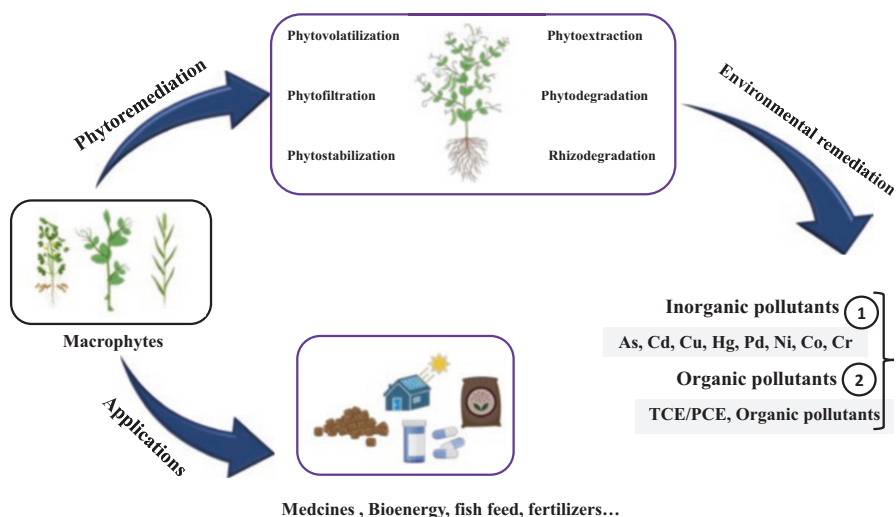 Phytoremediation
Phytovolatilization
Phytoextraction
Phytofiltration
Phytodegradation
Phytostabilization
Rhizodegradation
Environmental remediation
Macrophytes
Applications
Inorganic pollutants 1
As, Cd, Cu, Hg, Pd, Ni, Co, Cr
Organic pollutants 2
TCE/PCE, Organic pollutants
Medcines , Bioenergy, fish feed, fertilizers…